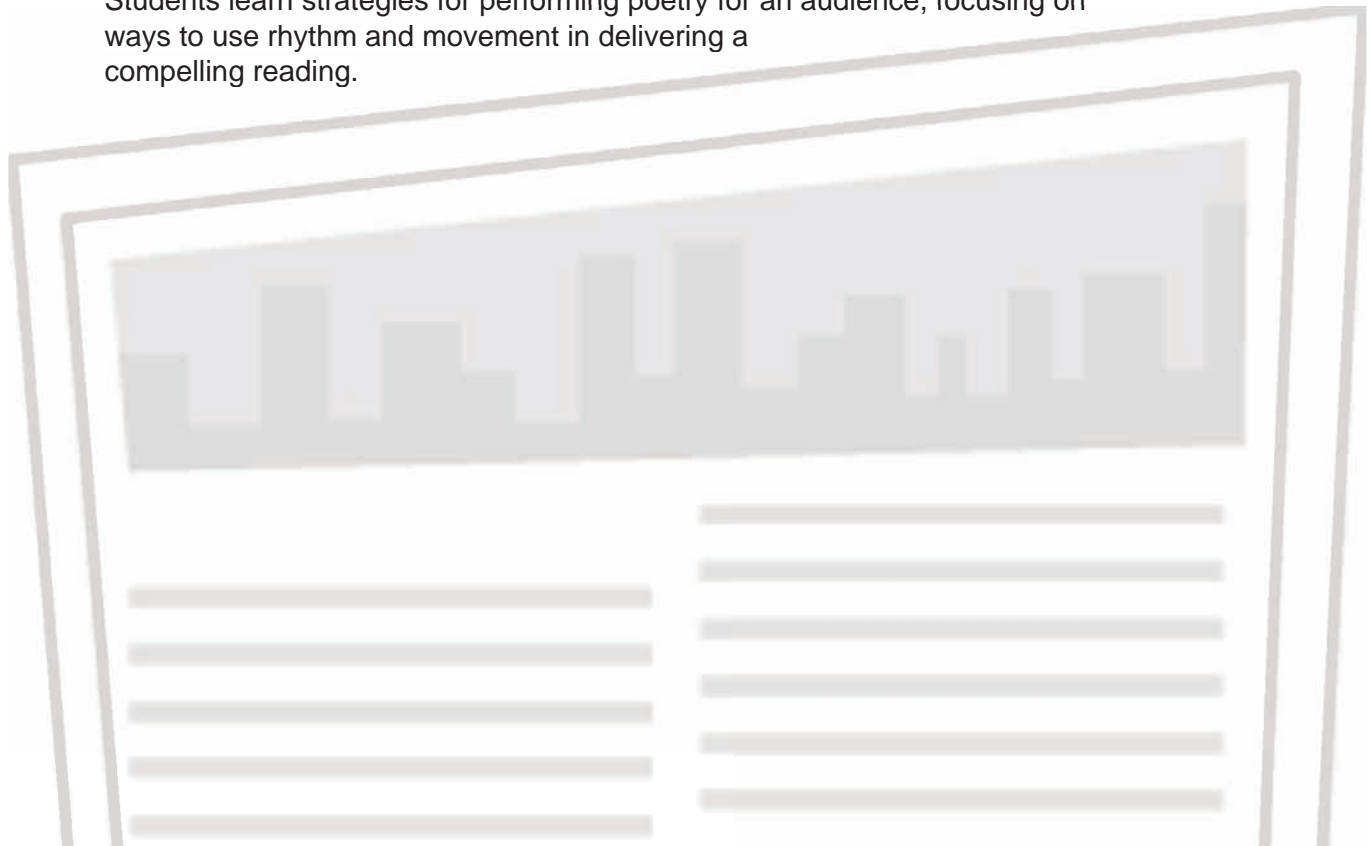 Students learn strategies for performing poetry for an audience, focusing on
ways to use rhythm and movement in delivering a
compelling reading.